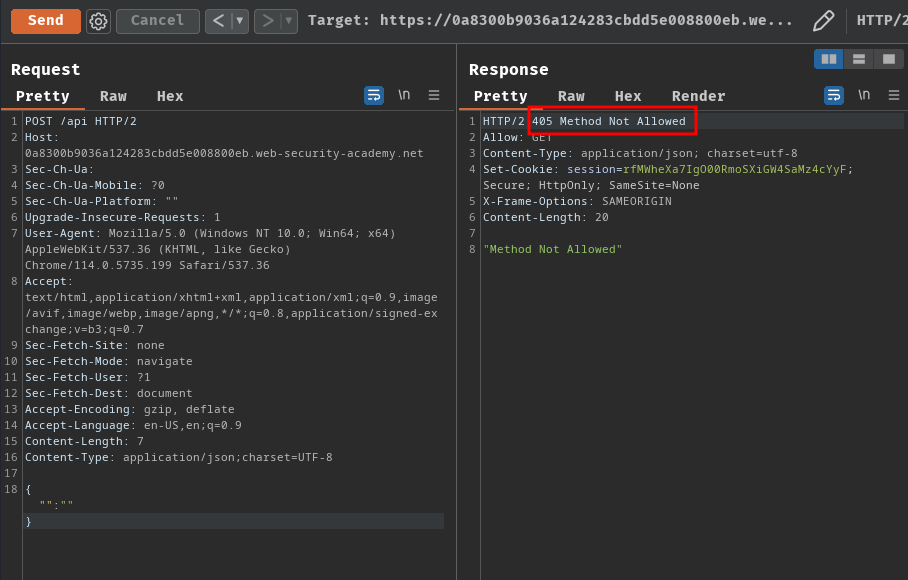 Send Cancel < ▼ > ▼ Target: https://0a8300b9036a124283cbdd5e008800eb.we... HTTP/2
Request
Pretty Raw Hex \n
1 POST /api HTTP/2
2 Host:
0a8300b9036a124283cbdd5e008800eb.web-security-academy.net
3 Sec-Ch-Ua:
4 Sec-Ch-Ua-Mobile: ?0
5 Sec-Ch-Ua-Platform: ""
6 Upgrade-Insecure-Requests: 1
7 User-Agent: Mozilla/5.0 (Windows NT 10.0; Win64; x64)
AppleWebKit/537.36 (KHTML, like Gecko)
Chrome/114.0.5735.199 Safari/537.36
8 Accept:
text/html,application/xhtml+xml,application/xml;q=0.9,image
/avif,image/webp,image/apng,*/*;q=0.8,application/signed-ex
change;v=b3;q=0.7
9 Sec-Fetch-Site: none
10 Sec-Fetch-Mode: navigate
11 Sec-Fetch-User: ?1
12 Sec-Fetch-Dest: document
13 Accept-Encoding: gzip, deflate
14 Accept-Language: en-US,en;q=0.9
15 Content-Length: 7
16 Content-Type: application/json;charset=UTF-8
17
18 {
"":""
}
Response
Pretty Raw Hex Render \n
1 HTTP/2 405 Method Not Allowed
2 Allow: GET
3 Content-Type: application/json; charset=utf-8
4 Set-Cookie: session=rfMWheXa7IgO00RmoSXiGW4SaMz4cYyF;
Secure; HttpOnly; SameSite=None
5 X-Frame-Options: SAMEORIGIN
6 Content-Length: 20
7
8 "Method Not Allowed"